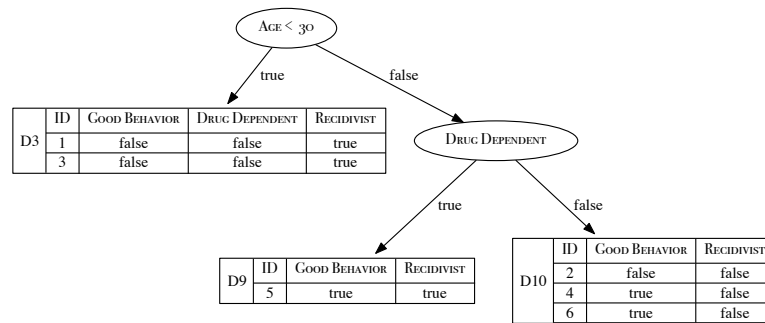 Age < 30
true
false
D3
ID Good Behavior Drug Dependent Recidivist
1 false false true
3 false false true
Drug Dependent
true
false
D9
ID Good Behavior Recidivist
5 true true
D10
ID Good Behavior Recidivist
2 false false
4 true false
6 true false